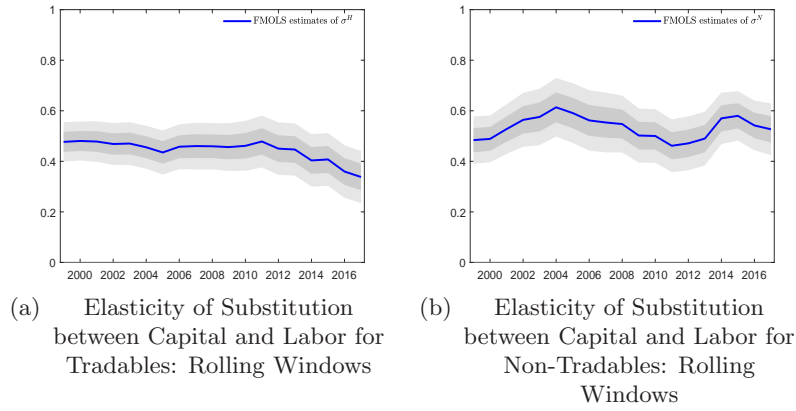 1
0.8
0.6
0.4
0.2
0
FMOLS estimates of σ^H
2000 2002 2004 2006 2008 2010 2012 2014 2016
(a) Elasticity of Substitution
between Capital and Labor for
Tradables: Rolling Windows
1
0.8
0.6
0.4
0.2
0
FMOLS estimates of σ^N
2000 2002 2004 2006 2008 2010 2012 2014 2016
(b) Elasticity of Substitution
between Capital and Labor for
Non-Tradables: Rolling
Windows